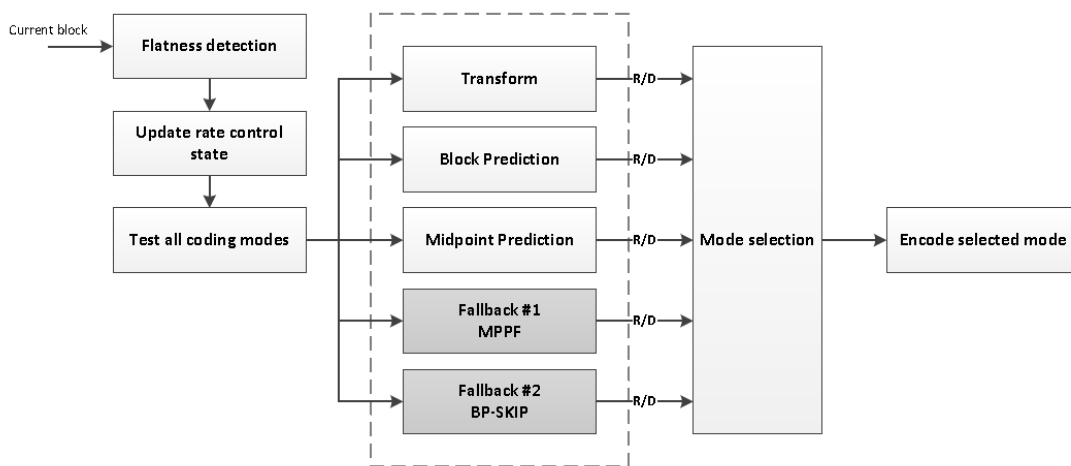 Current block
Flatness detection
Update rate control
state
Test all coding modes
Transform
R/D
Block Prediction
R/D
Midpoint Prediction
R/D
Fallback #1
MPPF
R/D
Fallback #2
BP-SKIP
R/D
Mode selection
Encode selected mode